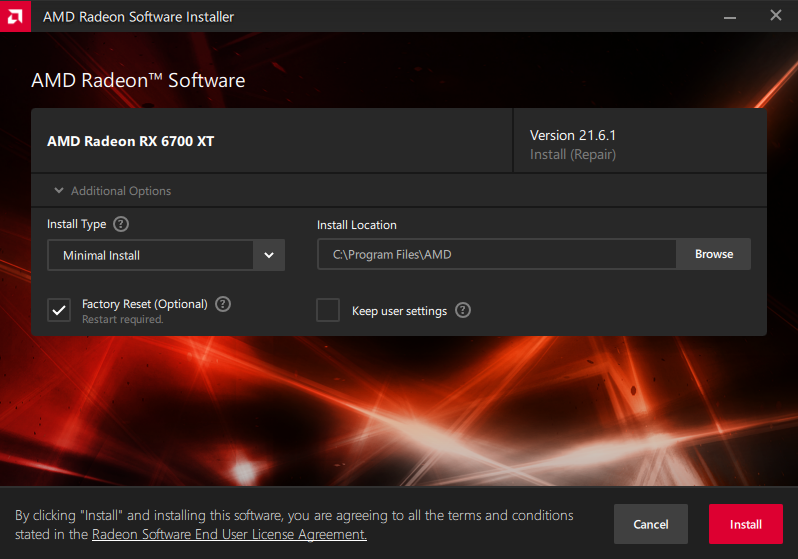 AMD Radeon Software Installer
AMD Radeon™ Software
AMD Radeon RX 6700 XT
Version 21.6.1
Install (Repair)
Additional Options
Install Type ?
Install Location
Minimal Install
C:\Program Files\AMD
Browse
Factory Reset (Optional) ?
Restart required.
Keep user settings ?
By clicking "Install" and installing this software, you are agreeing to all the terms and conditions
stated in the Radeon Software End User License Agreement.
Cancel
Install